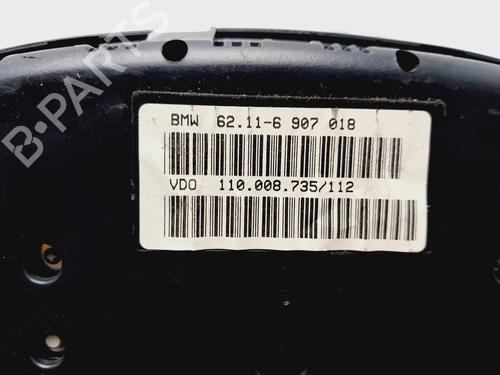 B-PARTS
BMW 62.11-6 907 018
VDO 110.008.735/112